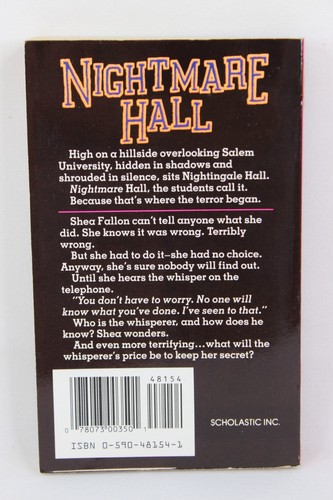 NIGHTMARE
HALL
High on a hillside overlooking Salem
University, hidden in shadows and
shrouded in silence, sits Nightingale Hall.
Nightmare Hall, the students call it.
Because that's where the terror began.
Shea Fallon can't tell anyone what she
did. She knows it was wrong. Terribly
wrong.
But she had to do it–she had no choice.
Anyway, she's sure nobody will find out.
Until she hears the whisper on the
telephone.
"You don't have to worry. No one will
know what you've done. I've seen to that."
Who is the whisperer, and how does he
know? Shea wonders.
And even more terrifying...what will the
whisperer's price be to keep her secret?
48154
0 78073 00350 1
ISBN 0-590-48154-1
SCHOLASTIC INC.